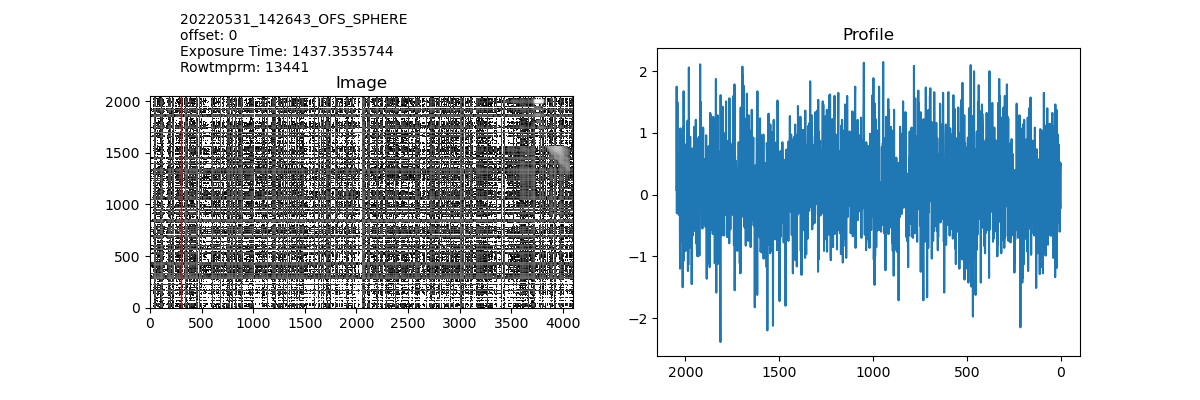 20220531_142643_OFS_SPHERE
offset: 0
Exposure Time: 1437.3535744
Rowtmprm: 13441
Image
2000
1500
1000
500
0
0 500 1000 1500 2000 2500 3000 3500 4000
Profile
2
1
0
−1
−2
2000 1500 1000 500 0